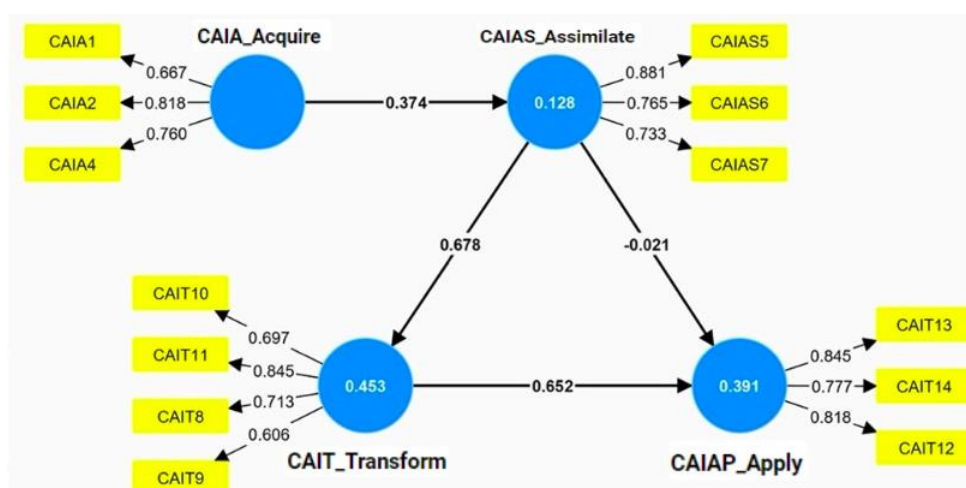 CAIA_Acquire
CAIAS_Assimilate
CAIA1
CAIA2
CAIA4
0.667
0.818
0.760
0.374
0.128
0.881
0.765
0.733
CAIAS5
CAIAS6
CAIAS7
0.678
-0.021
CAIT10
CAIT11
CAIT8
CAIT9
0.697
0.845
0.713
0.606
0.453
0.652
0.391
0.845
0.777
0.818
CAIT13
CAIT14
CAIT12
CAIT_Transform
CAIAP_Apply